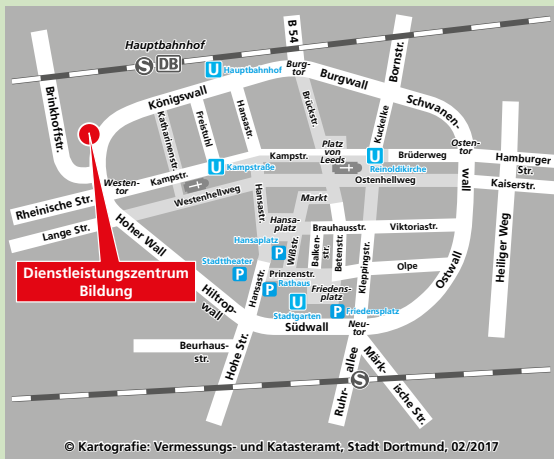 Hauptbahnhof
S DB
U Hauptbahnhof
B 54
Burg-
tor
Burgwall
Bornstr.
Schwanen-
wall
Brinkhoffstr.
Königswall
Katharinenstr.
Freistuhl
Hansastr.
Brückstr.
Kuckelke
Platz
von
Leeds
Osten-
tor
Hamburger
Str.
Kaiserstr.
Westen-
tor
Kampstr.
U Kampstraße
Kampstr.
U
Reinoldikirche
Brüderweg
Ostenhellweg
Rheinische Str.
Westenhellweg
Lange Str.
Hoher Wall
Hansastr.
Markt
Hansa-
platz
Hansaplatz
P
Wißstr.
Brauhausstr.
Balken-
str.
Betenstr.
Kleppingstr.
Viktoriastr.
Heiliger Weg
Stadttheater
P
Prinzenstr.
Olpe
Ostwall
Dienstleistungszentrum
Bildung
Rathaus
P
Friedens-
platz
Hansastr.
U
Stadtgarten
P Friedensplatz
Hiltrop-
wall
Südwall
Neu-
tor
Beurhaus-
str.
Hohe Str.
Ruhr-
allee
Märk-
ische Str.
S
© Kartografie: Vermessungs- und Katasteramt, Stadt Dortmund, 02/2017